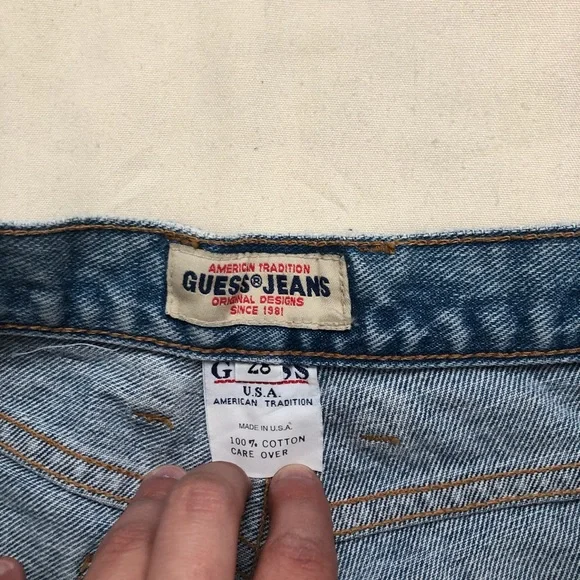 AMERICAN TRADITION
GUESS® JEANS
ORIGINAL DESIGNS
SINCE 1981
G 28 S
U.S.A.
AMERICAN TRADITION
MADE IN U.S.A.
100% COTTON
CARE OVER